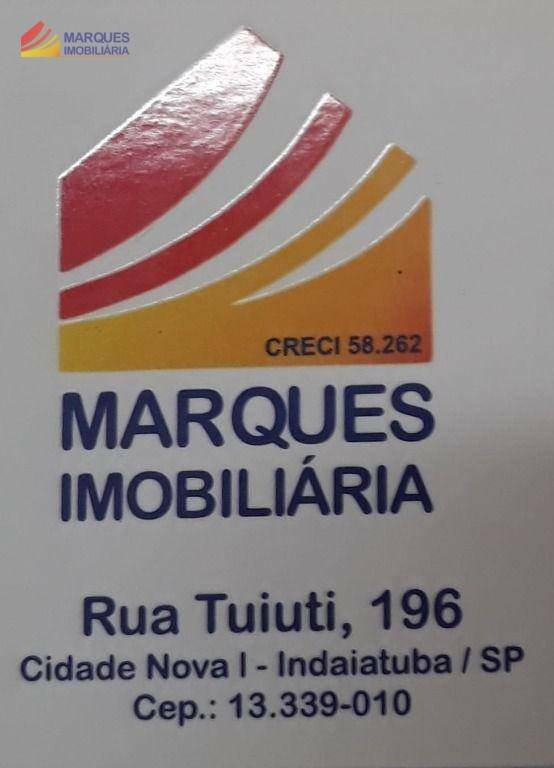 MARQUES
IMOBILIÁRIA
CRECI 58.262
MARQUES
IMOBILIÁRIA
Rua Tuiuti, 196
Cidade Nova I - Indaiatuba / SP
Cep.: 13.339-010